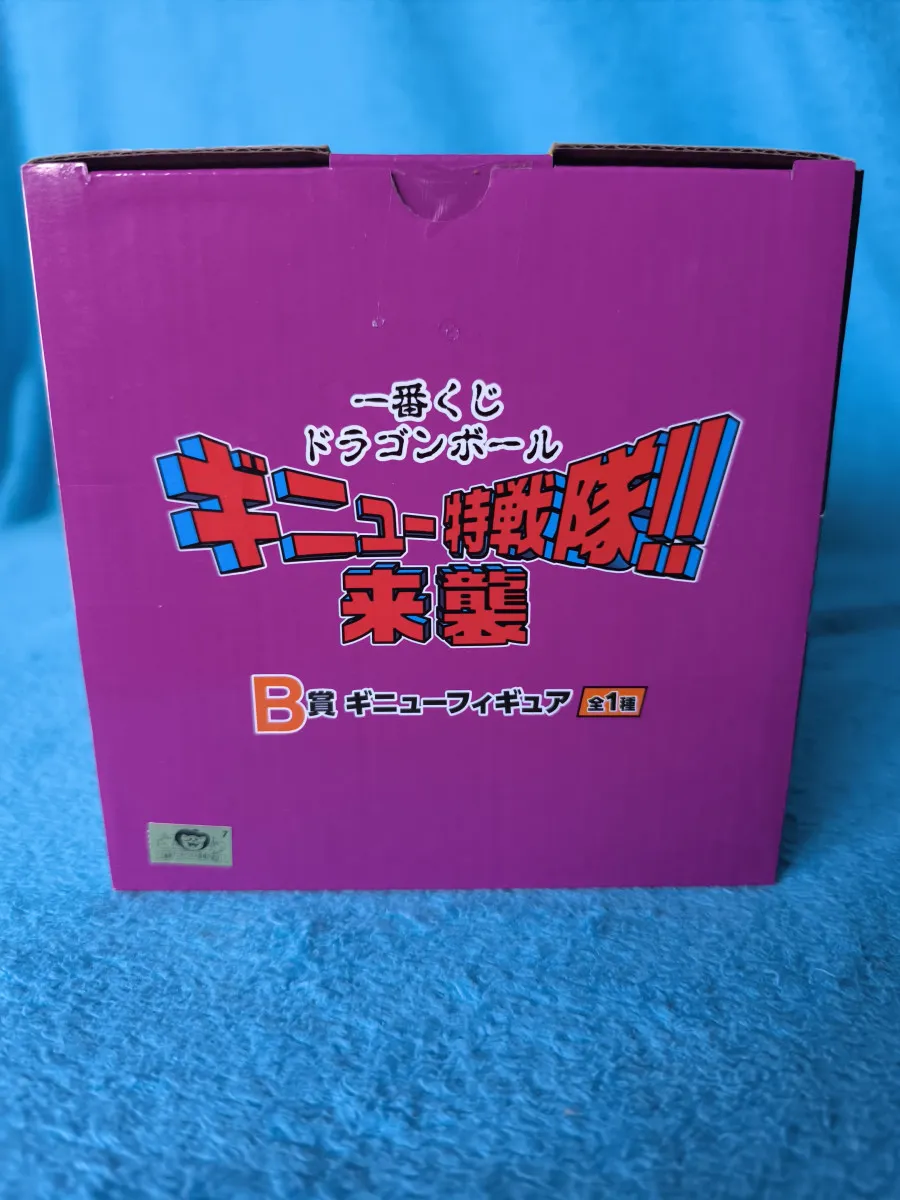 一番くじ
ドラゴンボール
ギニュー特戦隊!!
来襲
B賞 ギニューフィギュア 全1種